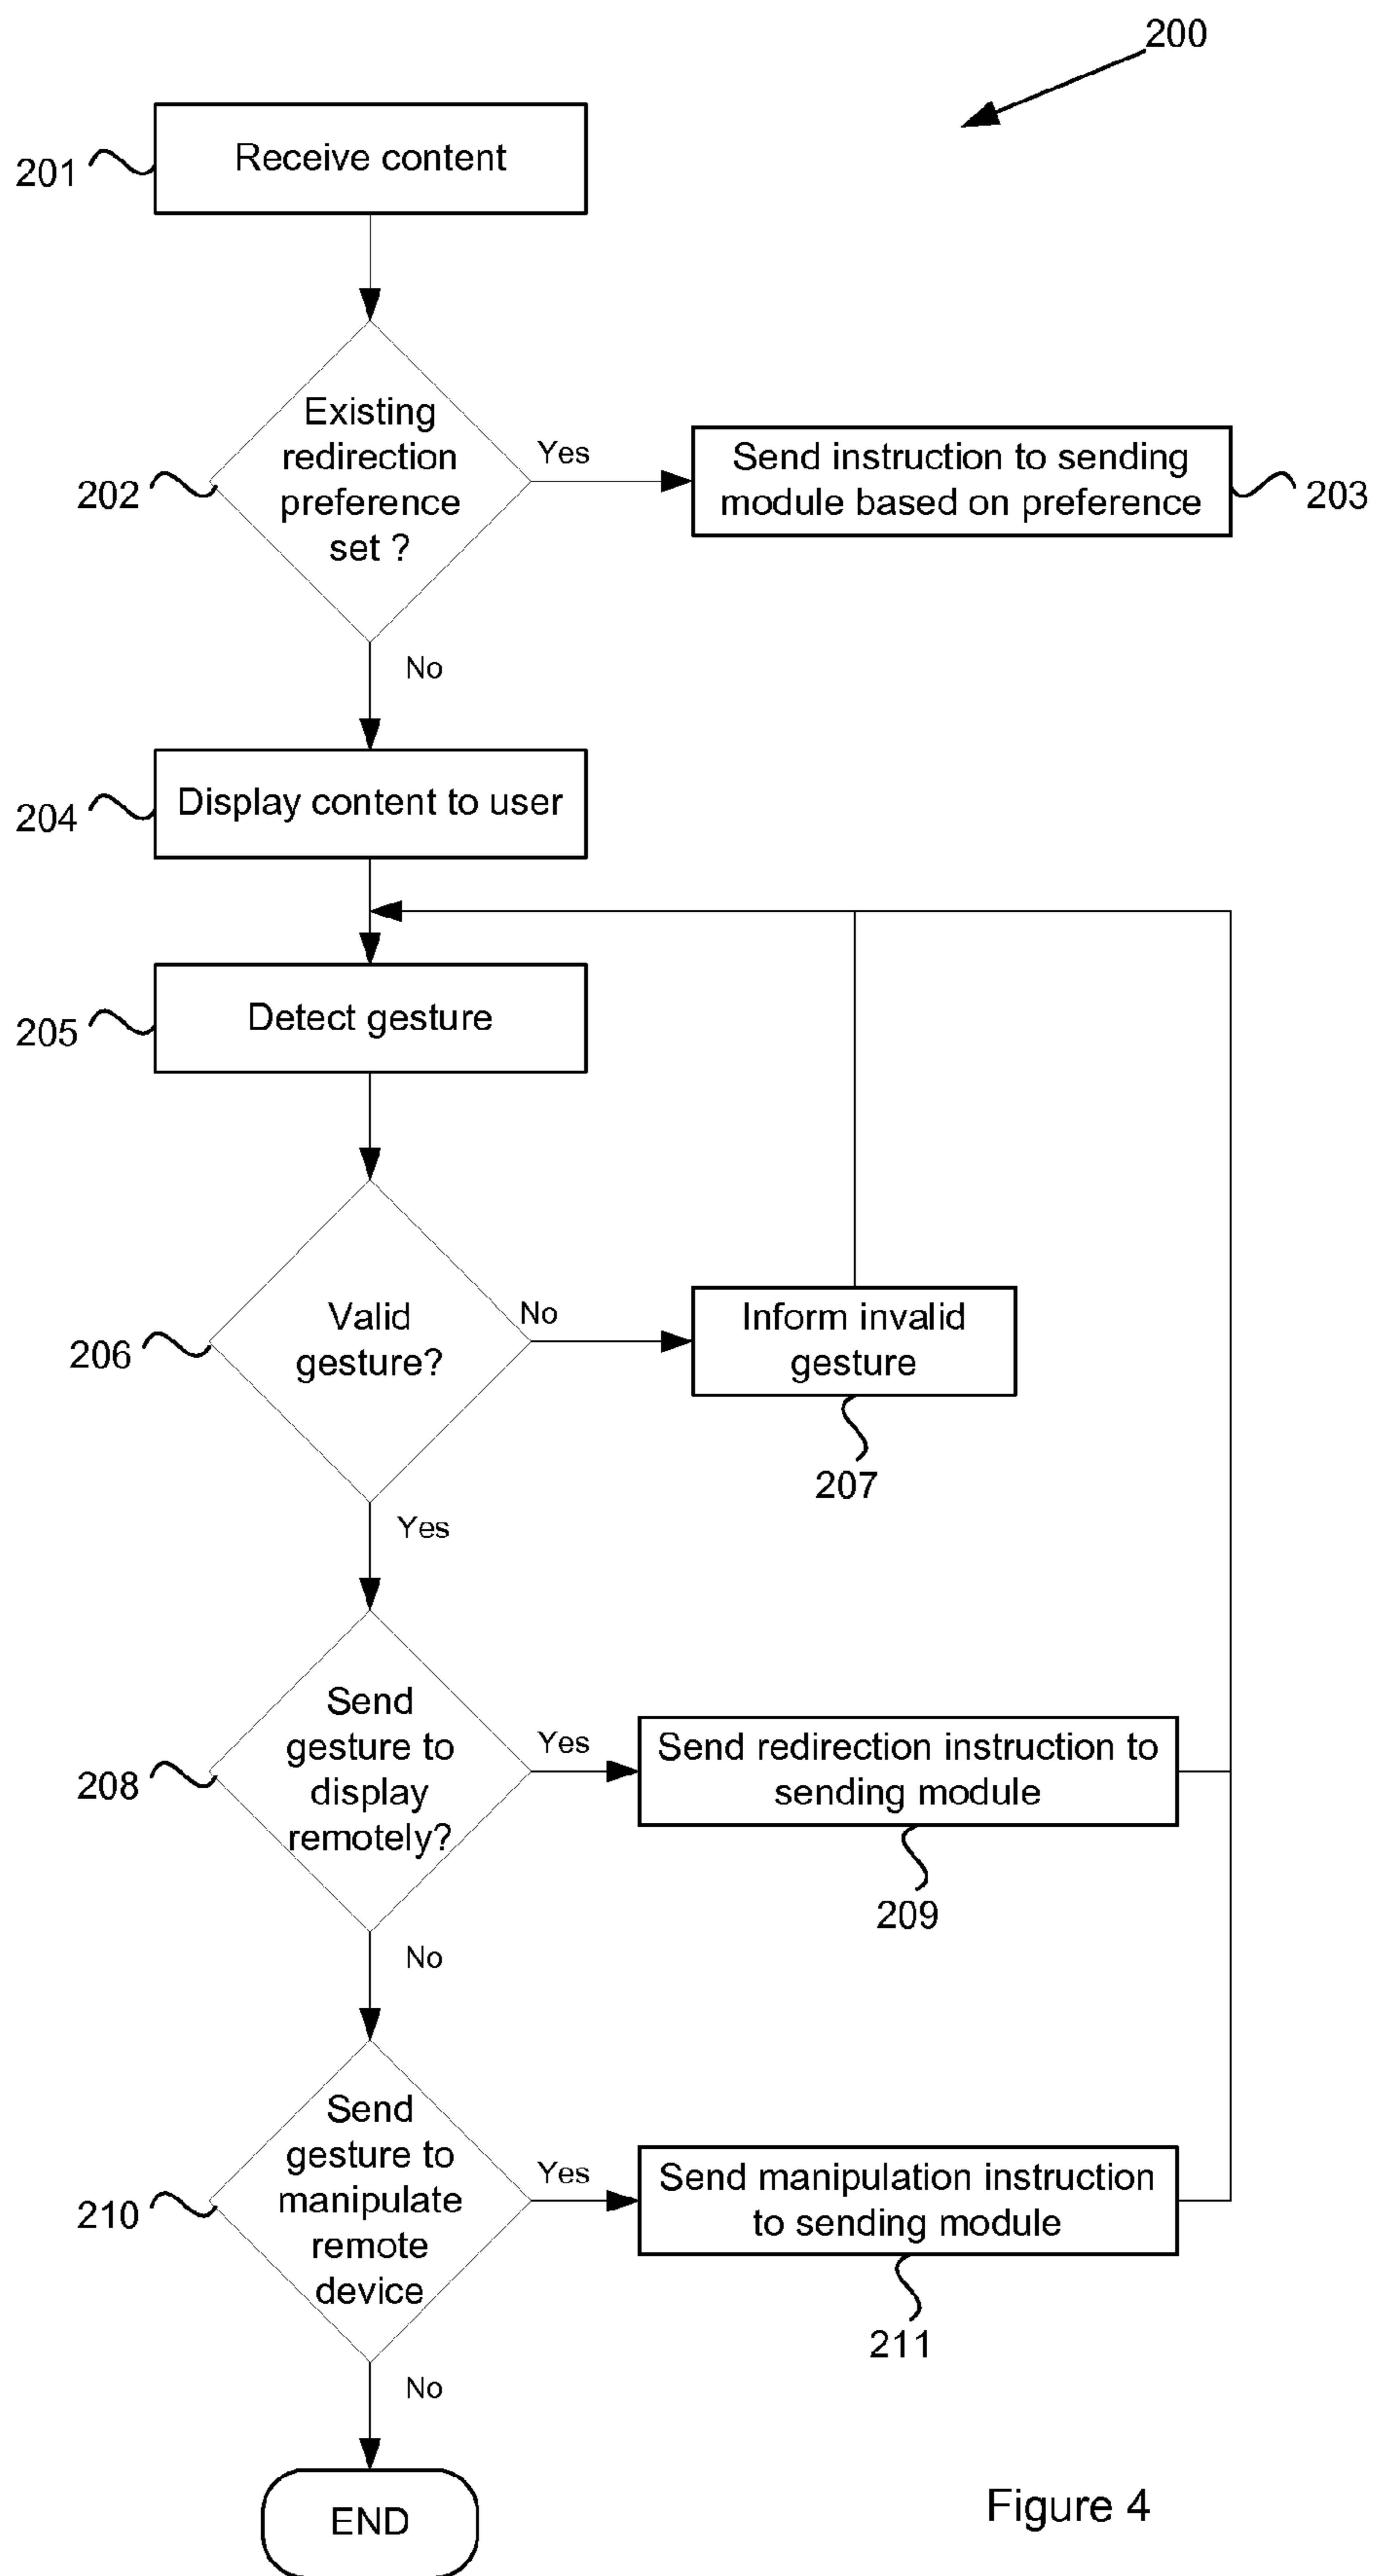 200
Receive content
201
Existing
redirection
preference
set ?
Yes
Send instruction to sending
module based on preference
202
203
No
Display content to user
204
Detect gesture
205
Valid
gesture?
No
Inform invalid
gesture
206
207
Yes
Send
gesture to
display
remotely?
Yes
Send redirection instruction to
sending module
208
209
No
Send
gesture to
manipulate
remote
device
Yes
Send manipulation instruction
to sending module
210
211
No
END
Figure 4